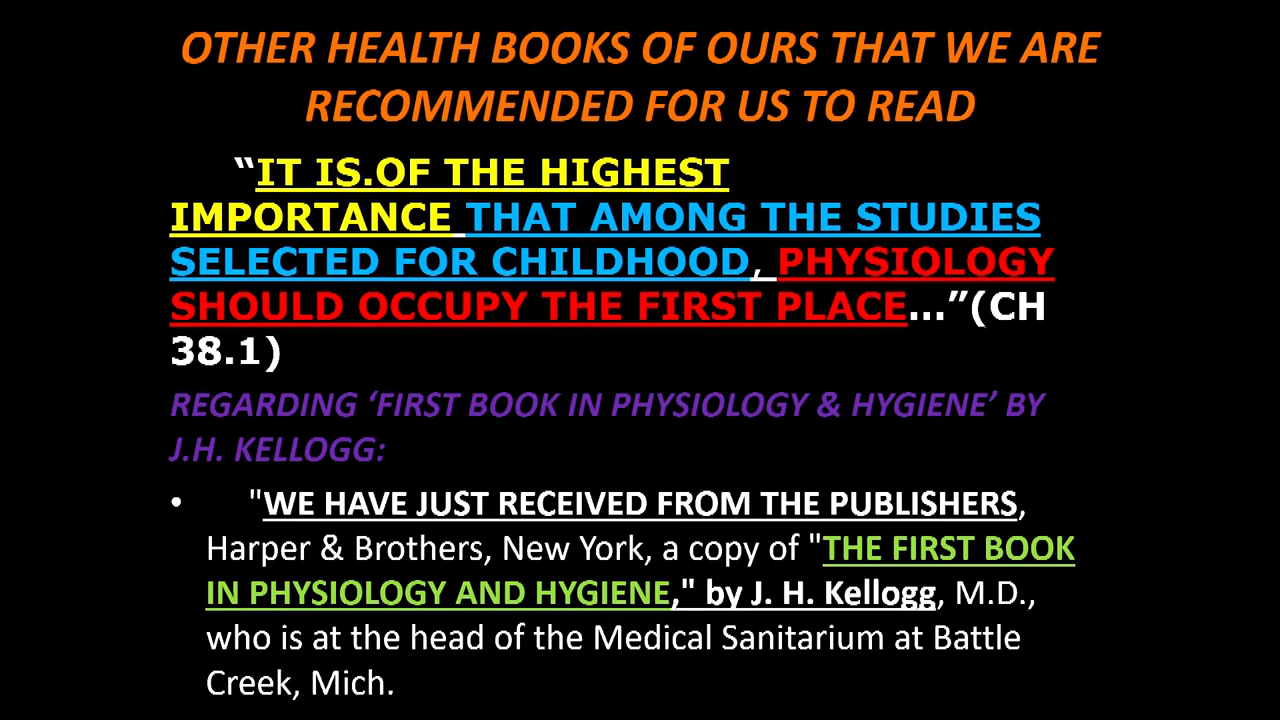 OTHER HEALTH BOOKS OF OURS THAT WE ARE
RECOMMENDED FOR US TO READ
“IT IS.OF THE HIGHEST
IMPORTANCE THAT AMONG THE STUDIES
SELECTED FOR CHILDHOOD, PHYSIOLOGY
SHOULD OCCUPY THE FIRST PLACE…”(CH
38.1)
REGARDING ‘FIRST BOOK IN PHYSIOLOGY & HYGIENE’ BY
J.H. KELLOGG:
• "WE HAVE JUST RECEIVED FROM THE PUBLISHERS,
Harper & Brothers, New York, a copy of "THE FIRST BOOK
IN PHYSIOLOGY AND HYGIENE," by J. H. Kellogg, M.D.,
who is at the head of the Medical Sanitarium at Battle
Creek, Mich.